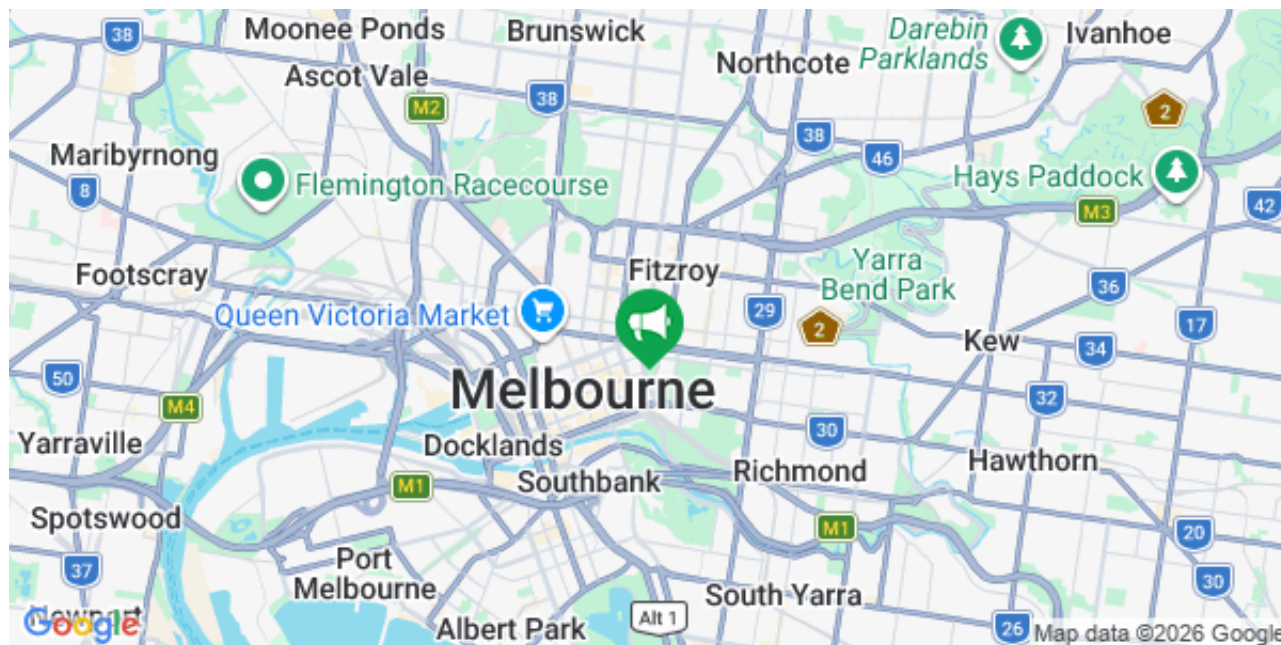 38
Moonee Ponds
Brunswick
Darebin
Parklands
Ivanhoe
Northcote
Ascot Vale
M2
38
2
38
46
Maribyrnong
8
Flemington Racecourse
Hays Paddock
M3
42
Footscray
Fitzroy
Yarra
Bend Park
36
Queen Victoria Market
29
2
17
Kew
34
50
Melbourne
32
M4
Yarraville
Docklands
30
Richmond
Hawthorn
M1
Southbank
Spotswood
M1
20
37
Port
Melbourne
South Yarra
30
Newport
Google
Albert Park
Alt 1
26
Map data ©2026 Google